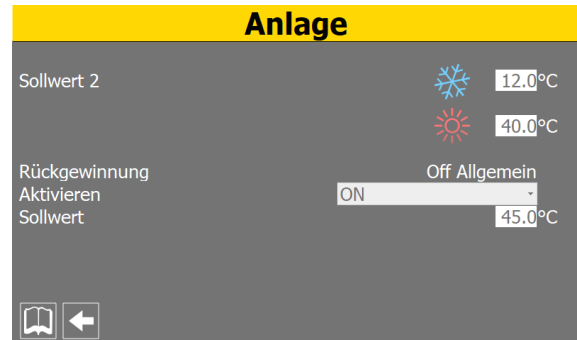 Anlage
Sollwert 2 12.0°C
40.0°C
Rückgewinnung Off Allgemein
Aktivieren ON
Sollwert 45.0°C